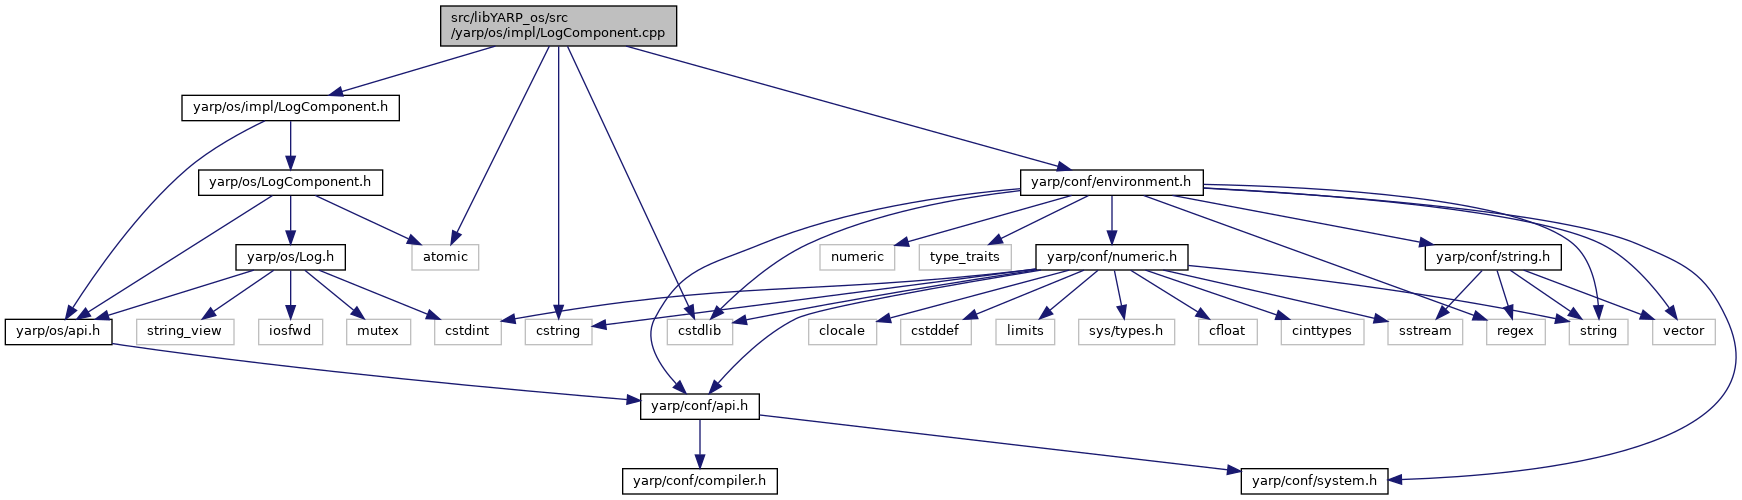 src/libYARP_os/src
/yarp/os/impl/LogComponent.cpp
yarp/os/impl/LogComponent.h
yarp/os/LogComponent.h
yarp/conf/environment.h
yarp/os/Log.h
atomic
numeric
type_traits
yarp/conf/numeric.h
yarp/conf/string.h
yarp/os/api.h
string_view
iosfwd
mutex
cstdint
cstring
cstdlib
clocale
cstddef
limits
sys/types.h
cfloat
cinttypes
sstream
regex
string
vector
yarp/conf/api.h
yarp/conf/compiler.h
yarp/conf/system.h